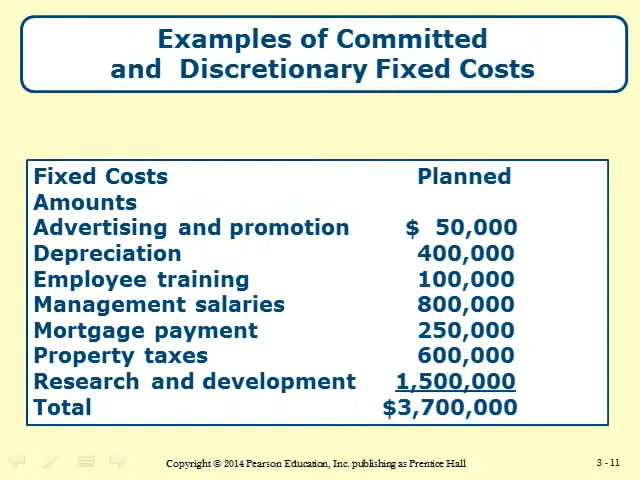 Examples of Committed
and Discretionary Fixed Costs
Fixed Costs Planned
Amounts
Advertising and promotion $ 50,000
Depreciation 400,000
Employee training 100,000
Management salaries 800,000
Mortgage payment 250,000
Property taxes 600,000
Research and development 1,500,000
Total $3,700,000
Copyright © 2014 Pearson Education, Inc. publishing as Prentice Hall 3 - 11